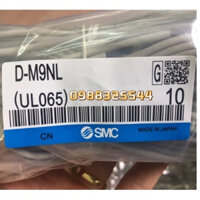 D-M9NL
G
(UL065) 0988325544 10
CN SMC MADE IN JAPAN